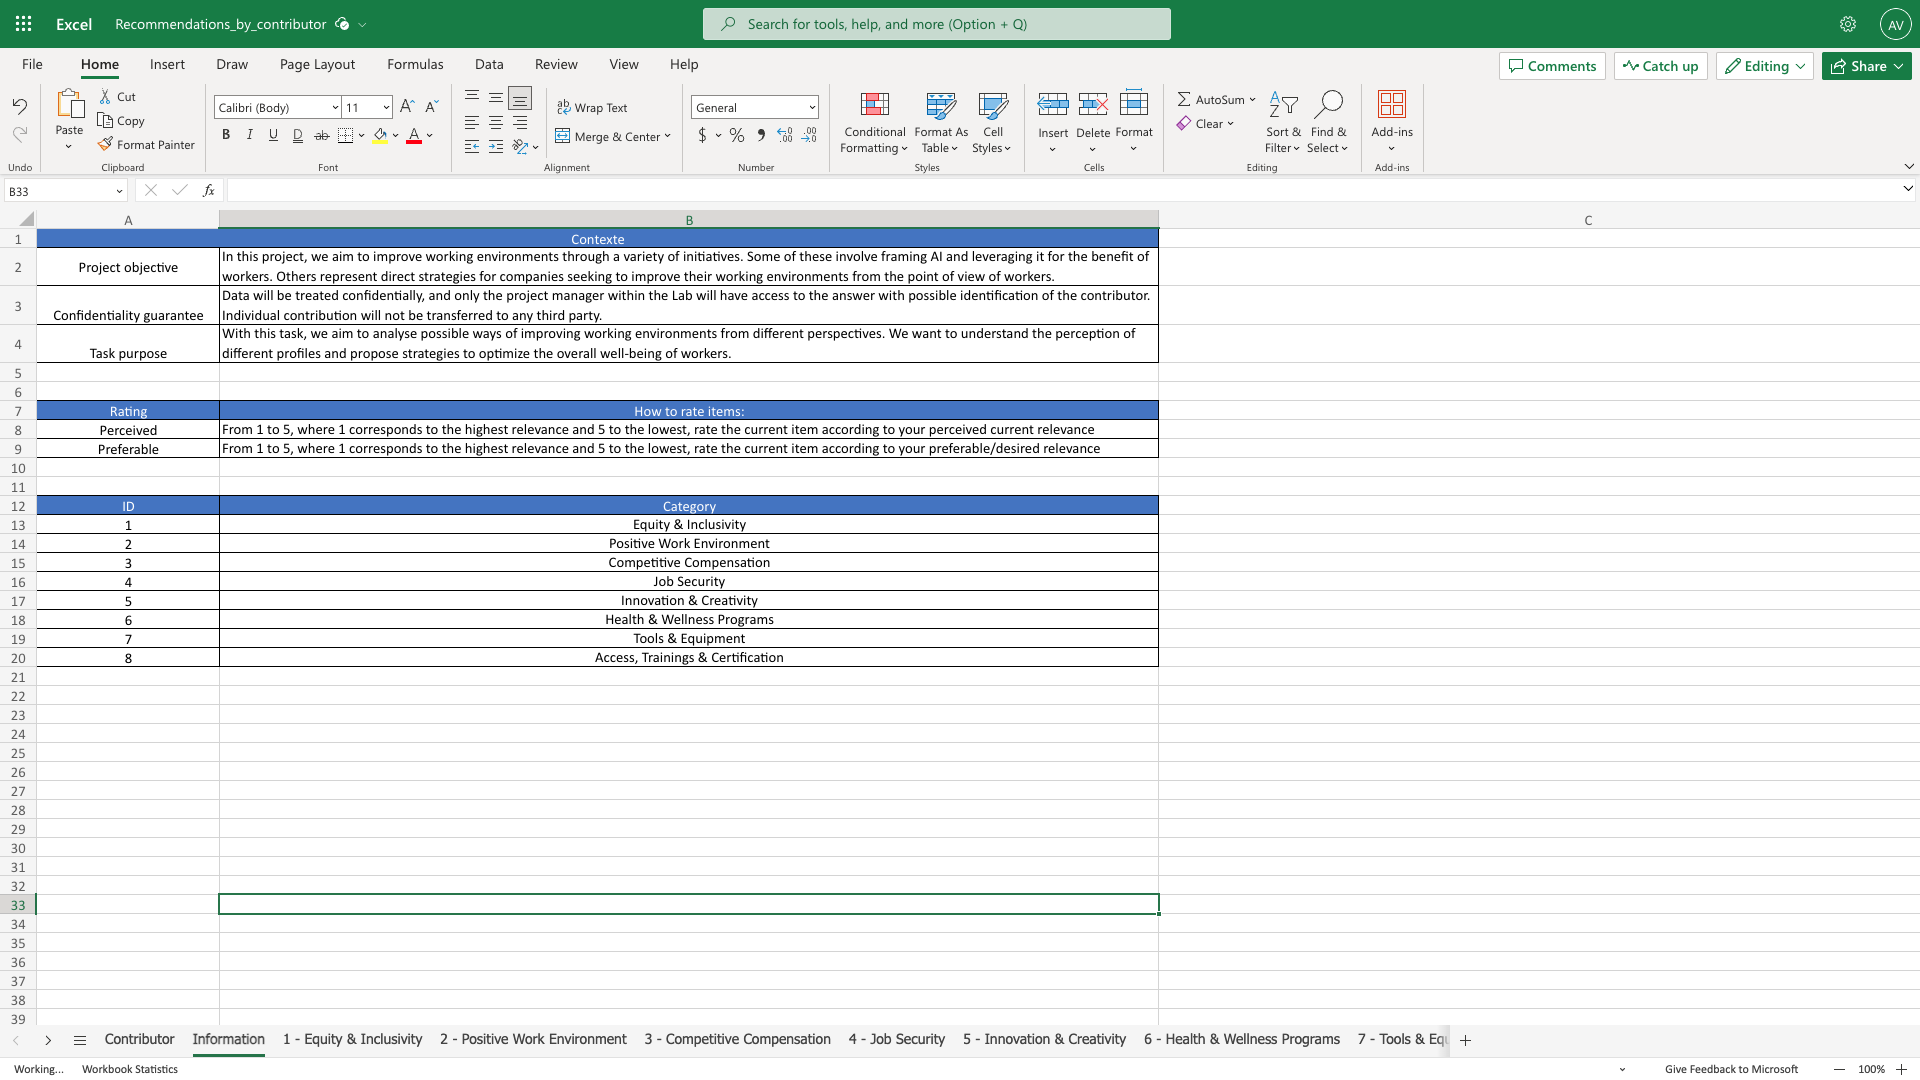 Excel Recommendations_by_contributor Search for tools, help, and more (Option + Q) AV
File Home Insert Draw Page Layout Formulas Data Review View Help Comments Catch up Editing Share
Paste Cut Copy Format Painter
Calibri (Body) 11
Wrap Text
Merge & Center
General
Conditional Formatting Format As Table Cell Styles
Insert Delete Format
AutoSum
Clear
Sort & Filter Find & Select
Add-ins
Undo Clipboard Font Alignment Number Styles Cells Editing Add-ins
B33 fx
A B C
1 Contexte
2 Project objective In this project, we aim to improve working environments through a variety of initiatives. Some of these involve framing AI and leveraging it for the benefit of
workers. Others represent direct strategies for companies seeking to improve their working environments from the point of view of workers.
3 Confidentiality guarantee Data will be treated confidentially, and only the project manager within the Lab will have access to the answer with possible identification of the contributor.
Individual contribution will not be transferred to any third party.
4 Task purpose With this task, we aim to analyse possible ways of improving working environments from different perspectives. We want to understand the perception of
different profiles and propose strategies to optimize the overall well-being of workers.
5
6
7 Rating How to rate items:
8 Perceived From 1 to 5, where 1 corresponds to the highest relevance and 5 to the lowest, rate the current item according to your perceived current relevance
9 Preferable From 1 to 5, where 1 corresponds to the highest relevance and 5 to the lowest, rate the current item according to your preferable/desired relevance
10
11
12 ID Category
13 1 Equity & Inclusivity
14 2 Positive Work Environment
15 3 Competitive Compensation
16 4 Job Security
17 5 Innovation & Creativity
18 6 Health & Wellness Programs
19 7 Tools & Equipment
20 8 Access, Trainings & Certification
21
22
23
24
25
26
27
28
29
30
31
32
33
34
35
36
37
38
39
Contributor Information 1 - Equity & Inclusivity 2 - Positive Work Environment 3 - Competitive Compensation 4 - Job Security 5 - Innovation & Creativity 6 - Health & Wellness Programs 7 - Tools & Equ
Working... Workbook Statistics Give Feedback to Microsoft 100%